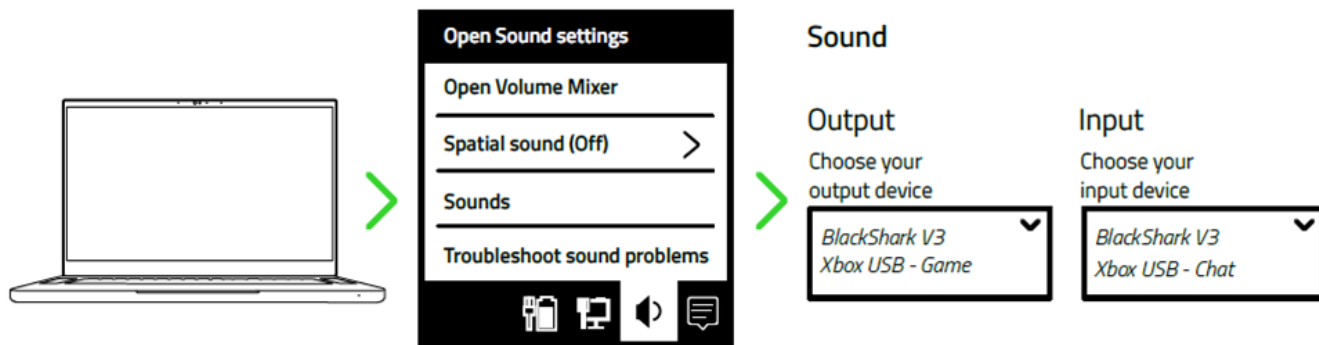 Open Sound settings
Open Volume Mixer
Spatial sound (Off)
Sounds
Troubleshoot sound problems
Sound
Output
Choose your
output device
BlackShark V3
Xbox USB - Game
Input
Choose your
input device
BlackShark V3
Xbox USB - Chat